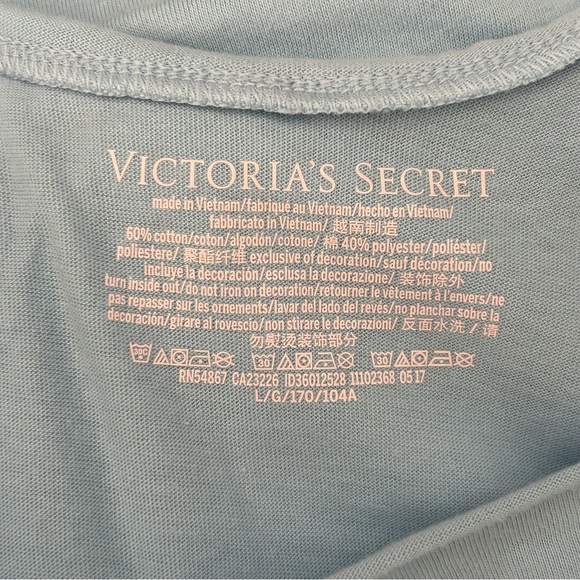 VICTORIA'S SECRET
made in Vietnam/fabriqué au Vietnam/hecho en Vietnam/
fabbricato in Vietnam/ 越南制造
60% cotton/coton/algodón/cotone/ 棉 40% polyester/poliéster/
poliestere/ 聚酯纤维 exclusive of decoration/sauf décoration/no
incluye la decoración/esclusa la decorazione/ 装饰除外
turn inside out/do not iron on decoration/retourner le vêtement à l'envers/ne
pas repasser sur les ornements/lavar del lado del revés/no planchar sobre la
decoración/girare al rovescio/non stirare le decorazioni/ 反面水洗 / 请
勿熨烫装饰部分
30 30
RN54867 CA23226 ID36012528 11102368 05 17
L/G/170/104A